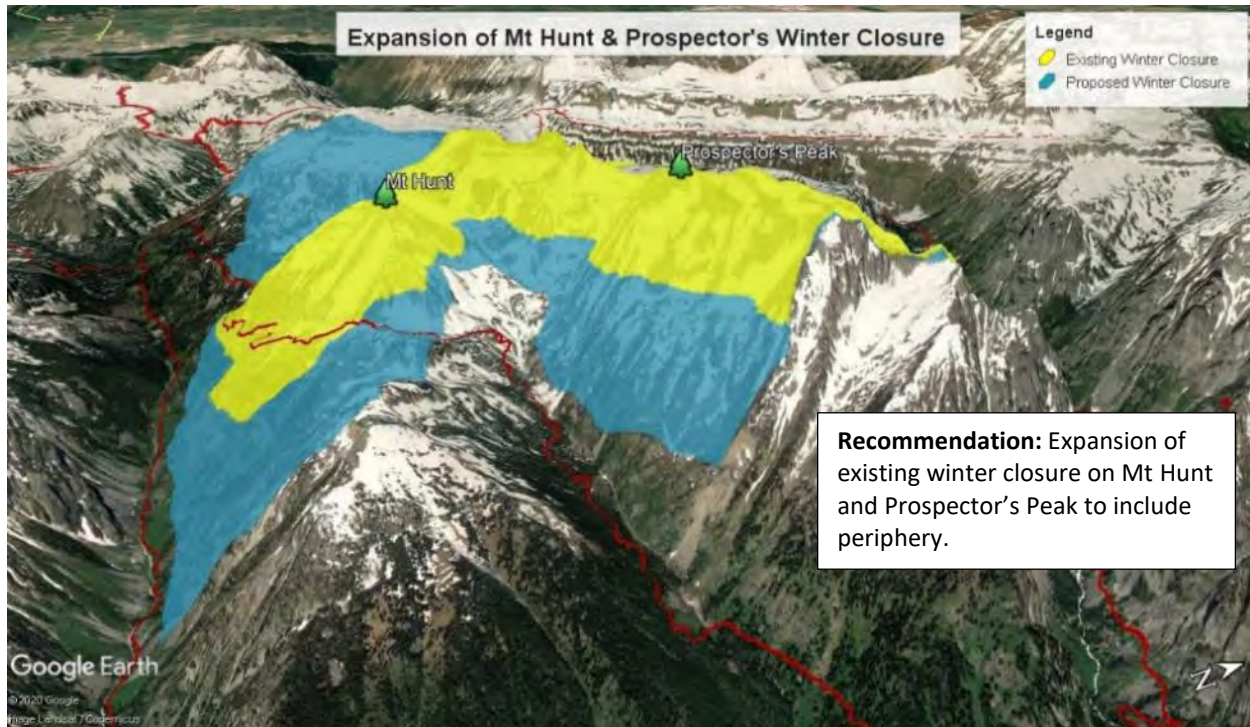 Expansion of Mt Hunt & Prospector's Winter Closure
Legend
Existing Winter Closure
Proposed Winter Closure
Prospector's Peak
Mt Hunt
Recommendation: Expansion of
existing winter closure on Mt Hunt
and Prospector's Peak to include
periphery.
Google Earth
© 2020 Google
Image Landsat / Copernicus
N